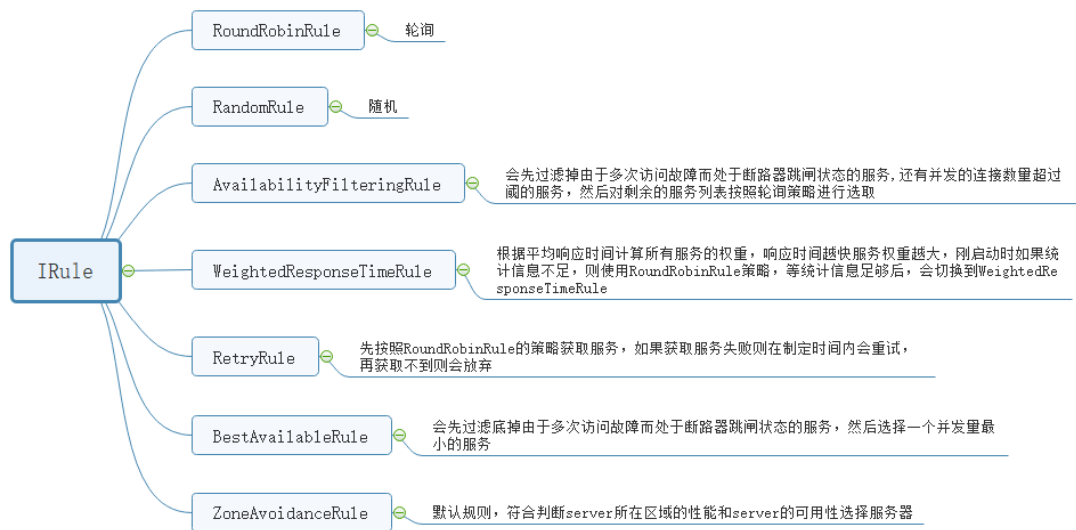 RoundRobinRule
轮询
RandomRule
随机
AvailabilityFilteringRule
会先过滤掉由于多次访问故障而处于断路器跳闸状态的服务,还有并发的连接数量超过
阈的服务，然后对剩余的服务列表按照轮询策略进行选取
IRule
WeightedResponseTimeRule
根据平均响应时间计算所有服务的权重，响应时间越快服务权重越大，刚启动时如果统
计信息不足，则使用RoundRobinRule策略，等统计信息足够后，会切换到WeightedRes
ponseTimeRule
RetryRule
先按照RoundRobinRule的策略获取服务，如果获取服务失败则在制定时间内会重试，
再获取不到则会放弃
BestAvailableRule
会先过滤底掉由于多次访问故障而处于断路器跳闸状态的服务，然后选择一个并发量最
小的服务
ZoneAvoidanceRule
默认规则，符合判断server所在区域的性能和server的可用性选择服务器